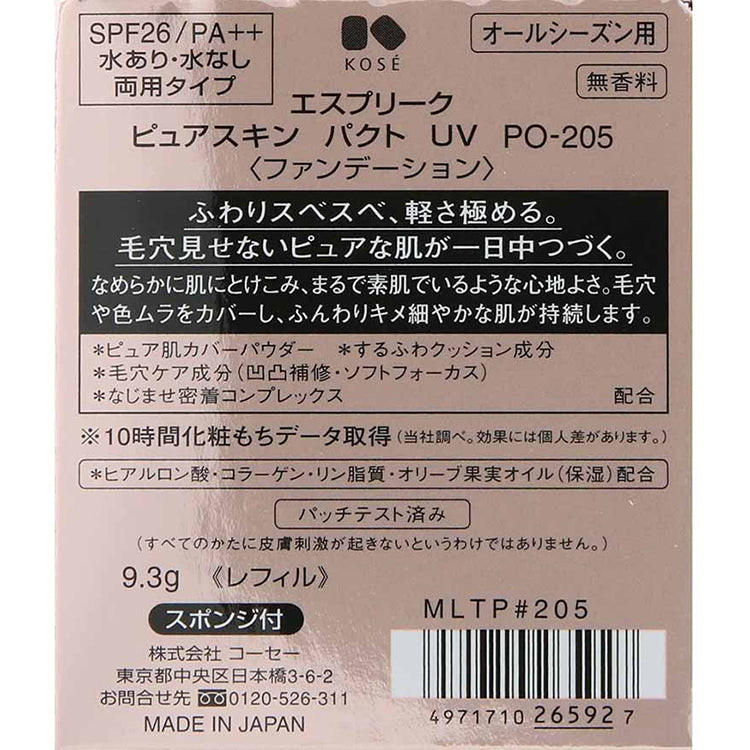 SPF26/PA++
水あり・水なし
両用タイプ
KOSÉ
オールシーズン用
無香料
エスプリーク
ピュアスキン パクト UV PO-205
〈ファンデーション〉
ふわりスベスベ、軽さ極める。
毛穴見せないピュアな肌が一日中つづく。
なめらかに肌にとけこみ、まるで素肌でいるような心地よさ。毛穴
や色ムラをカバーし、ふんわりキメ細やかな肌が持続します。
*ピュア肌カバーパウダー *するふわクッション成分
*毛穴ケア成分(凹凸補修・ソフトフォーカス)
*なじませ密着コンプレックス 配合
※10時間化粧もちデータ取得(当社調べ。効果には個人差があります。)
*ヒアルロン酸・コラーゲン・リン脂質・オリーブ果実オイル(保湿)配合
パッチテスト済み
(すべてのかたに皮膚刺激が起きないというわけではありません。)
9.3g 《レフィル》
スポンジ付
株式会社 コーセー
東京都中央区日本橋3-6-2
お問合せ先 0120-526-311
MADE IN JAPAN
MLTP#205
4971710 265927